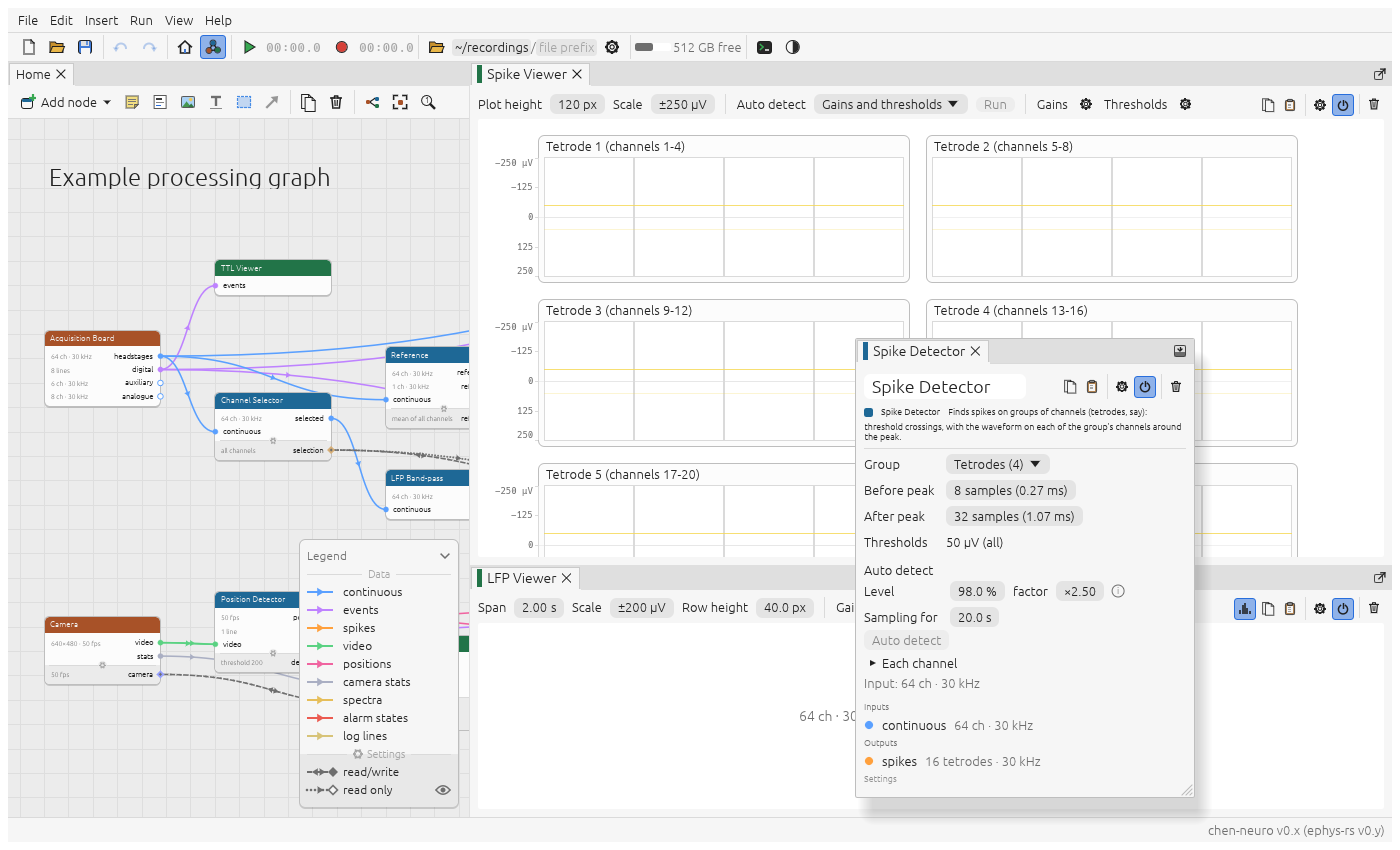 File Edit Insert Run View Help
00:00.0 00:00.0 ~/recordings/ file prefix 512 GB free
Home
Add node
Example processing graph
TTL Viewer
events
Acquisition Board
64 ch · 30 kHz headstages
8 lines digital
6 ch · 30 kHz auxiliary
8 ch · 30 kHz analogue
Channel Selector
64 ch · 30 kHz selected
continuous
all channels selection
Reference
64 ch · 30 kHz
1 ch · 30 kHz
continuous
mean of all channels
LFP Band-pass
64 ch · 30 kHz
continuous
Position Detector
50 fps
1 line
video
threshold 200
Camera
640×480 · 50 fps video
stats
50 fps camera
Legend
Data
continuous
events
spikes
video
positions
camera stats
spectra
alarm states
log lines
Settings
read/write
read only
Spike Viewer
Plot height 120 px Scale ±250 µV Auto detect Gains and thresholds Run Gains Thresholds
Tetrode 1 (channels 1-4)
−250 µV
−125
0
125
250
Tetrode 2 (channels 5-8)
Tetrode 3 (channels 9-12)
−250 µV
−125
0
125
250
Tetrode 4 (channels 13-16)
Tetrode 5 (channels 17-20)
−250 µV
−125
0
LFP Viewer
Span 2.00 s Scale ±200 µV Row height 40.0 px
64 ch · 30
Spike Detector
Spike Detector
Spike Detector Finds spikes on groups of channels (tetrodes, say):
threshold crossings, with the waveform on each of the group's channels around
the peak.
Group Tetrodes (4)
Before peak 8 samples (0.27 ms)
After peak 32 samples (1.07 ms)
Thresholds 50 µV (all)
Auto detect
Level 98.0 % factor ×2.50
Sampling for 20.0 s
Auto detect
Each channel
Input: 64 ch · 30 kHz
Inputs
continuous 64 ch · 30 kHz
Outputs
spikes 16 tetrodes · 30 kHz
Settings
chen-neuro v0.x (ephys-rs v0.y)